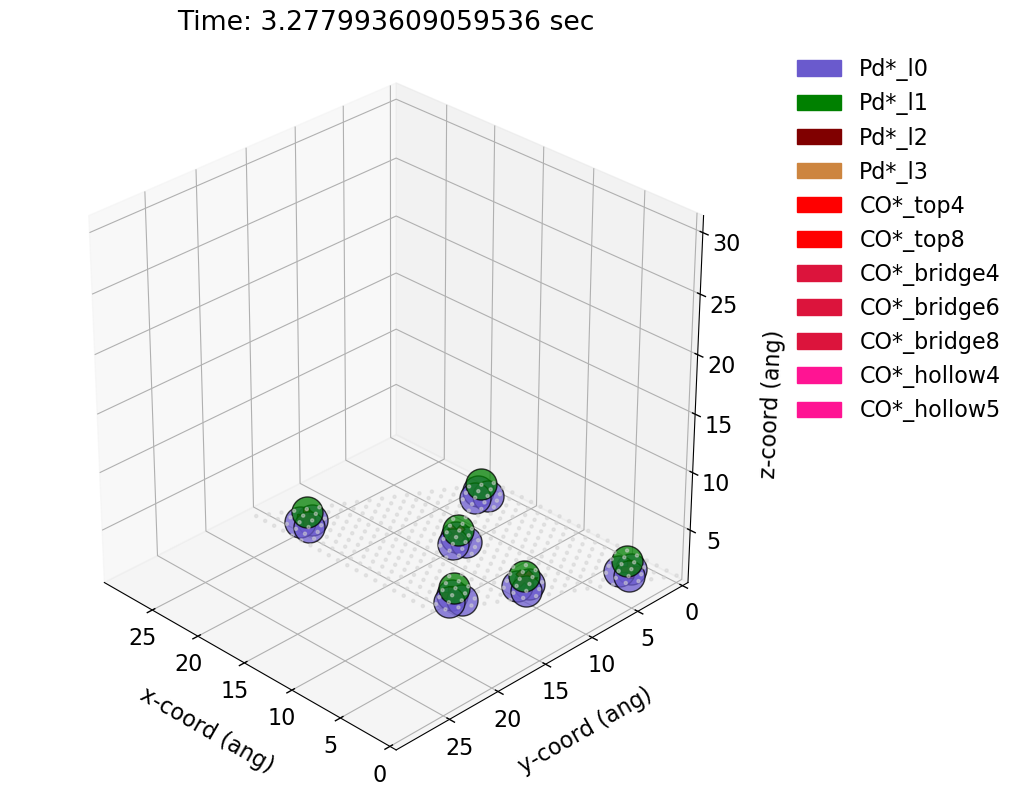 Time: 3.277993609059536 sec
Pd*_l0
Pd*_l1
Pd*_l2
Pd*_l3
CO*_top4
CO*_top8
CO*_bridge4
CO*_bridge6
CO*_bridge8
CO*_hollow4
CO*_hollow5
30
25
20
15
10
5
z-coord (ang)
0
5
10
15
20
25
y-coord (ang)
25
20
15
10
5
0
x-coord (ang)